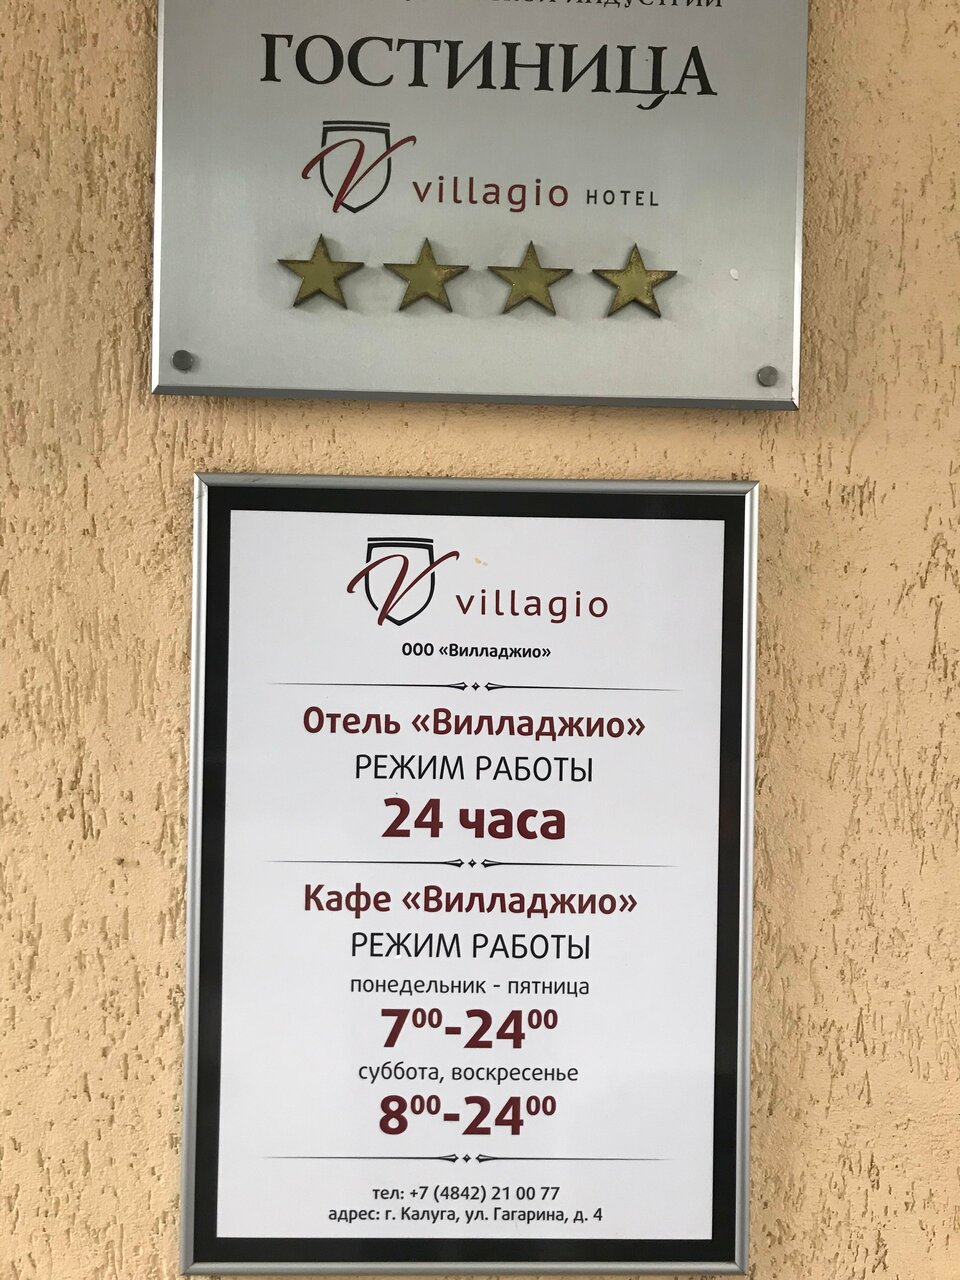 ИНДУСТРИИ
ГОСТИНИЦА
villagio HOTEL
villagio
ООО «Вилладжио»
Отель «Вилладжио»
РЕЖИМ РАБОТЫ
24 часа
Кафе «Вилладжио»
РЕЖИМ РАБОТЫ
понедельник - пятница
7⁰⁰-24⁰⁰
суббота, воскресенье
8⁰⁰-24⁰⁰
тел: +7 (4842) 21 00 77
адрес: г. Калуга, ул. Гагарина, д. 4